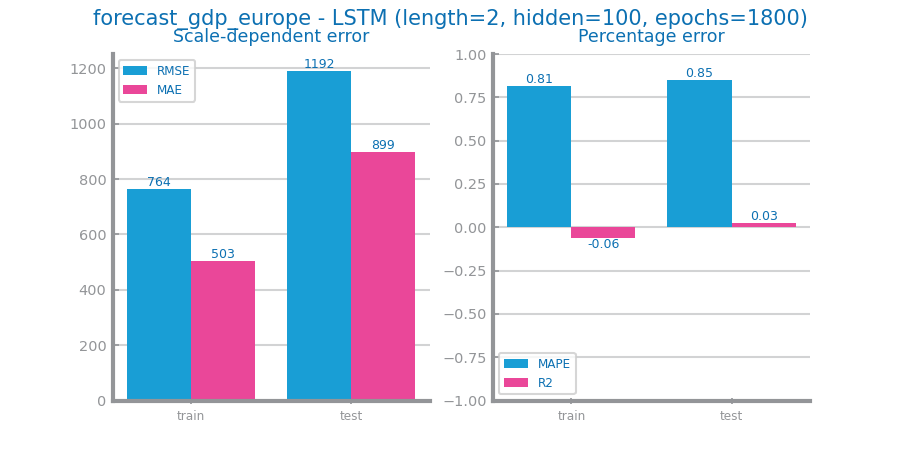 forecast_gdp_europe - LSTM (length=2, hidden=100, epochs=1800)
Scale-dependent error
RMSE
MAE
1200
1000
800
600
400
200
0
764
503
1192
899
train
test
Percentage error
1.00
0.75
0.50
0.25
0.00
−0.25
−0.50
−0.75
−1.00
0.81
-0.06
0.85
0.03
MAPE
R2
train
test